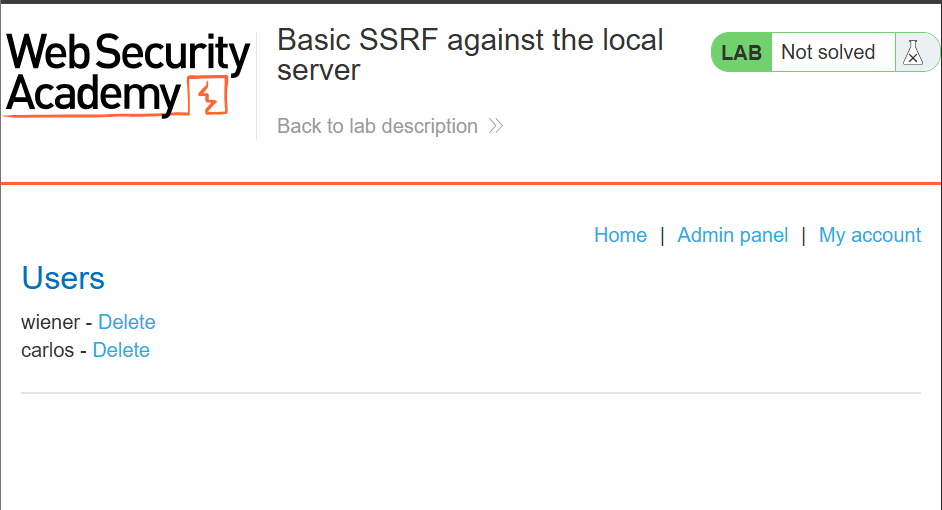 Web Security
Academy
Basic SSRF against the local
server
Back to lab description
LAB Not solved
Home | Admin panel | My account
Users
wiener - Delete
carlos - Delete